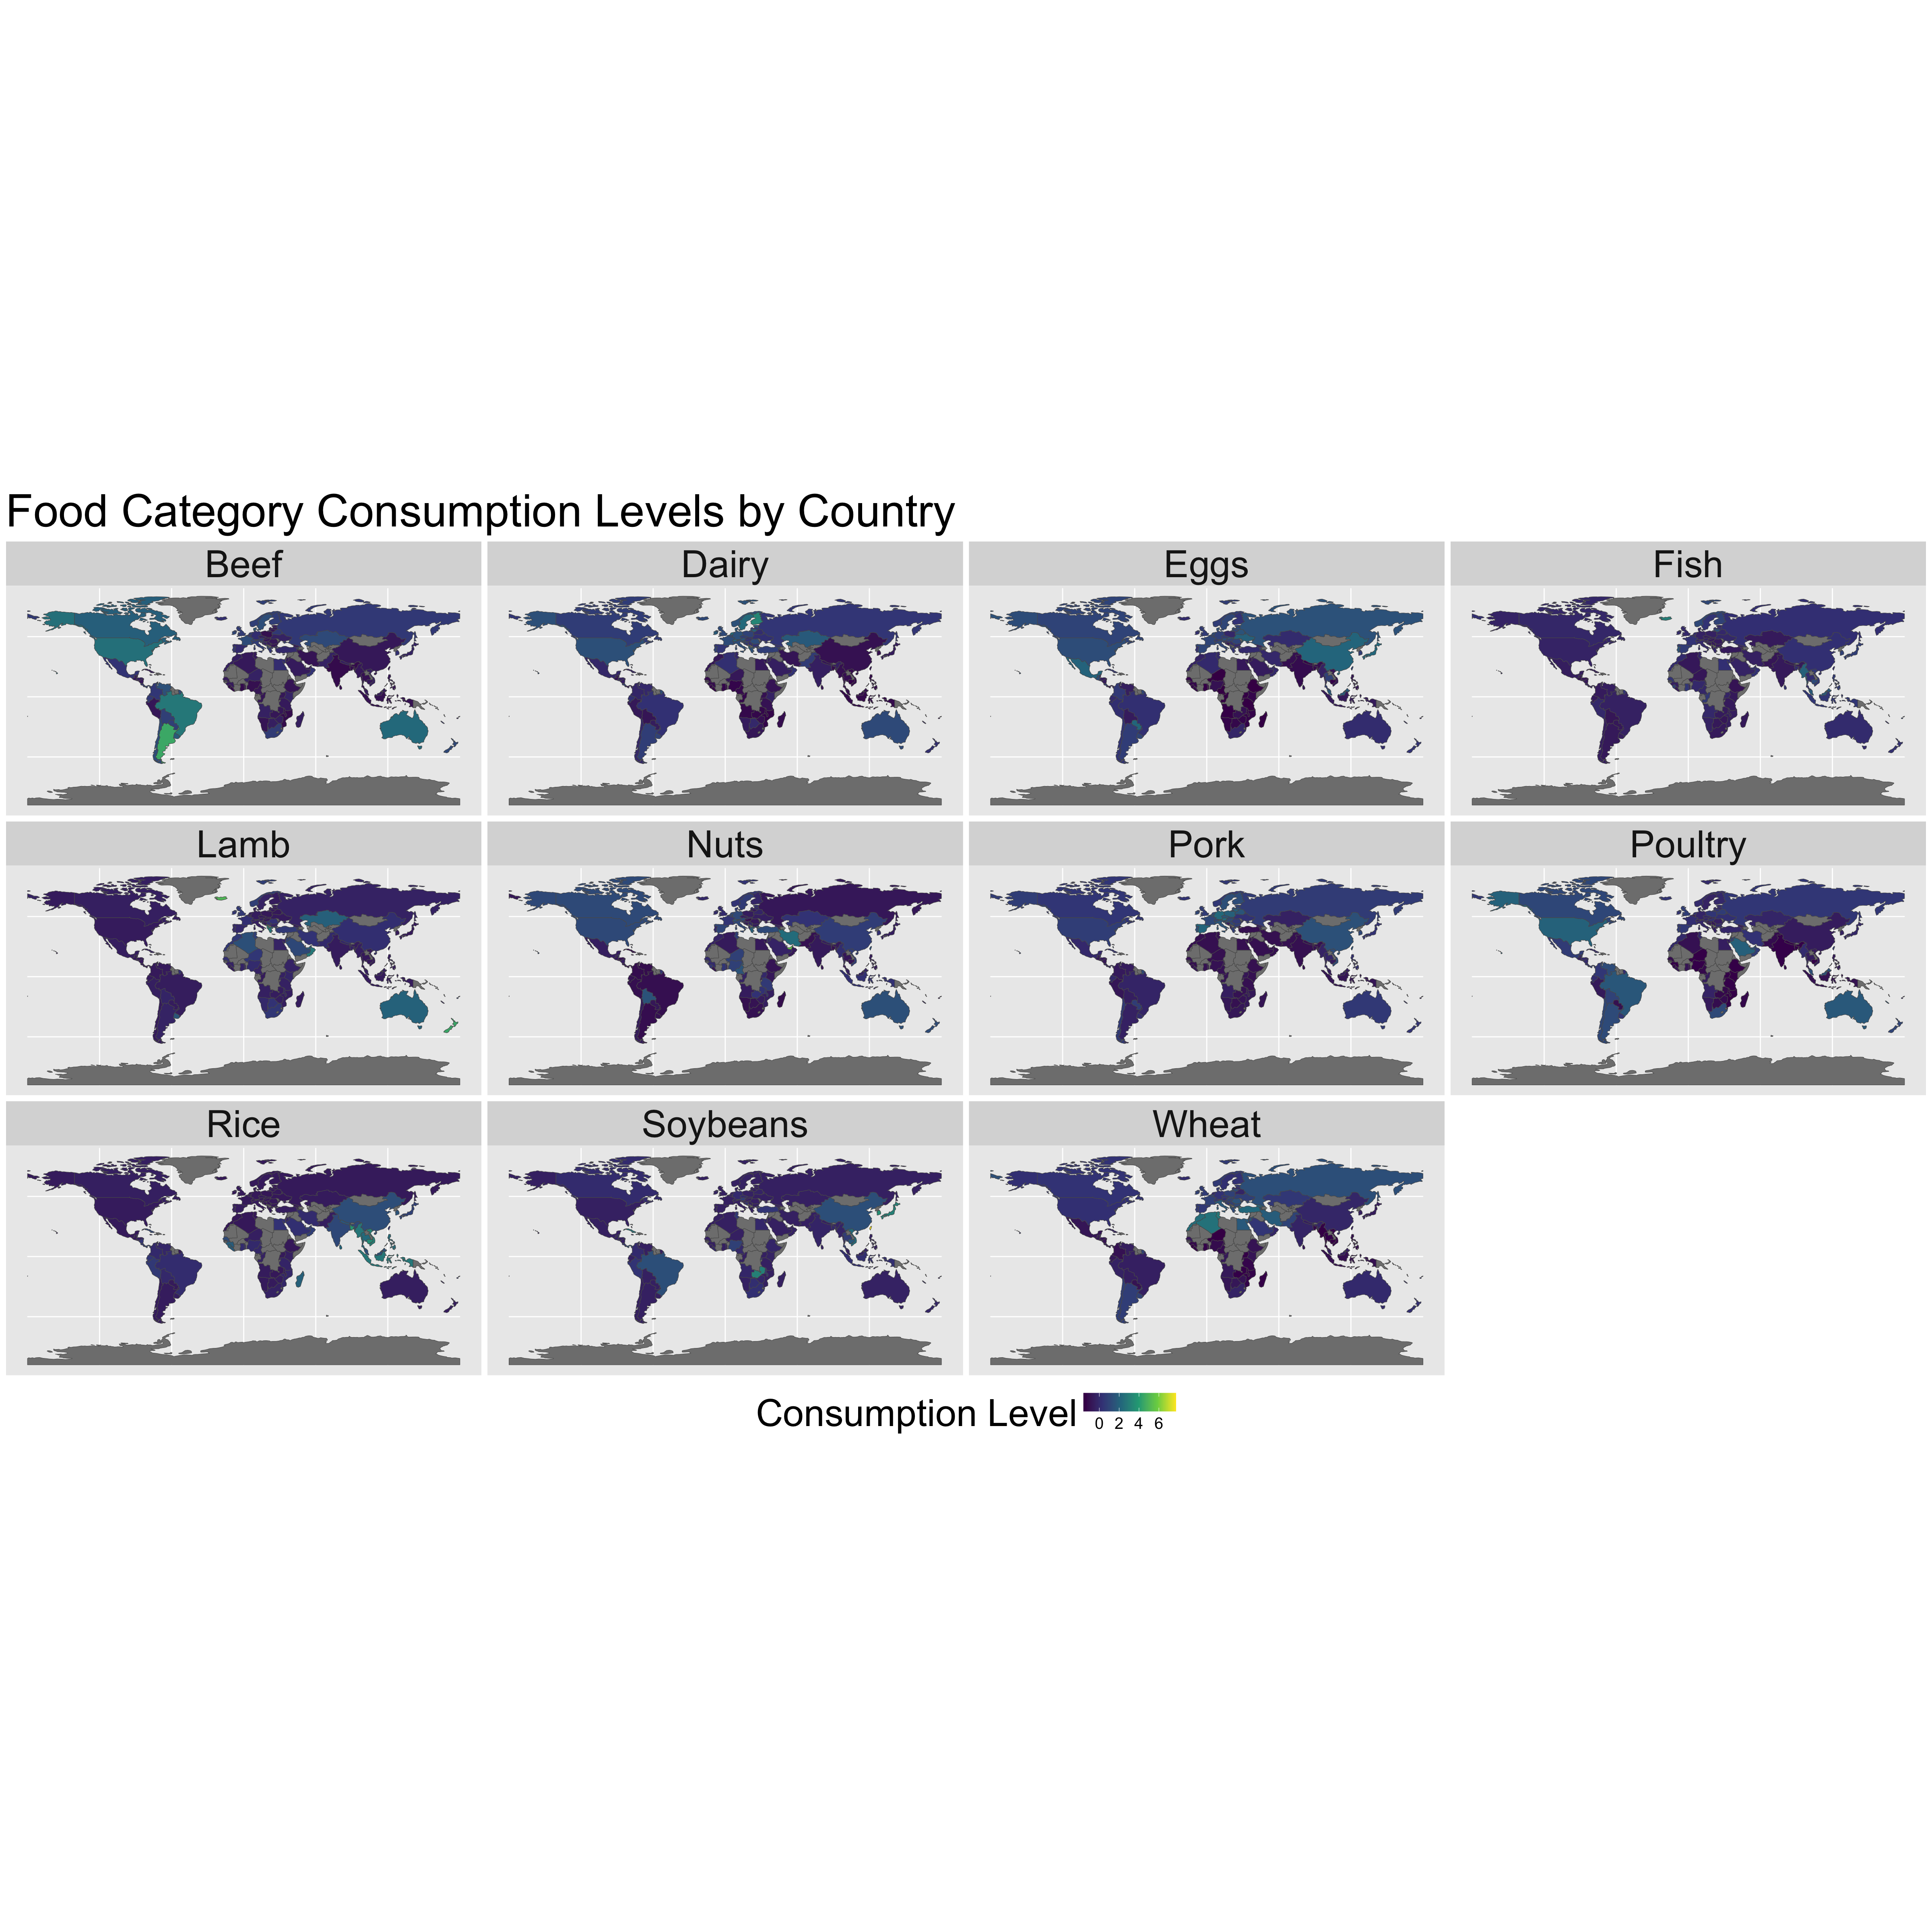 Food Category Consumption Levels by Country
Beef
Dairy
Eggs
Fish
Lamb
Nuts
Pork
Poultry
Rice
Soybeans
Wheat
Consumption Level
0 2 4 6